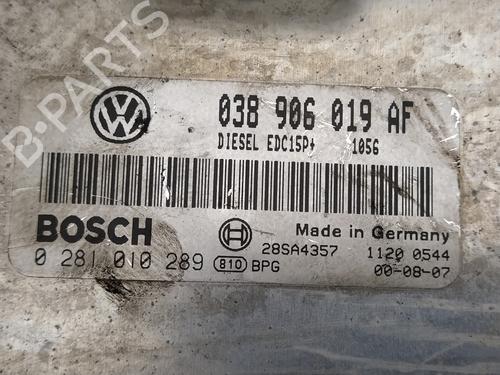 B-PARTS
VW
038 906 019 AF
DIESEL EDC15P+ 1056
BOSCH
Made in Germany
28SA4357 1120 0544
0 281 010 289 810 BPG 00-08-07